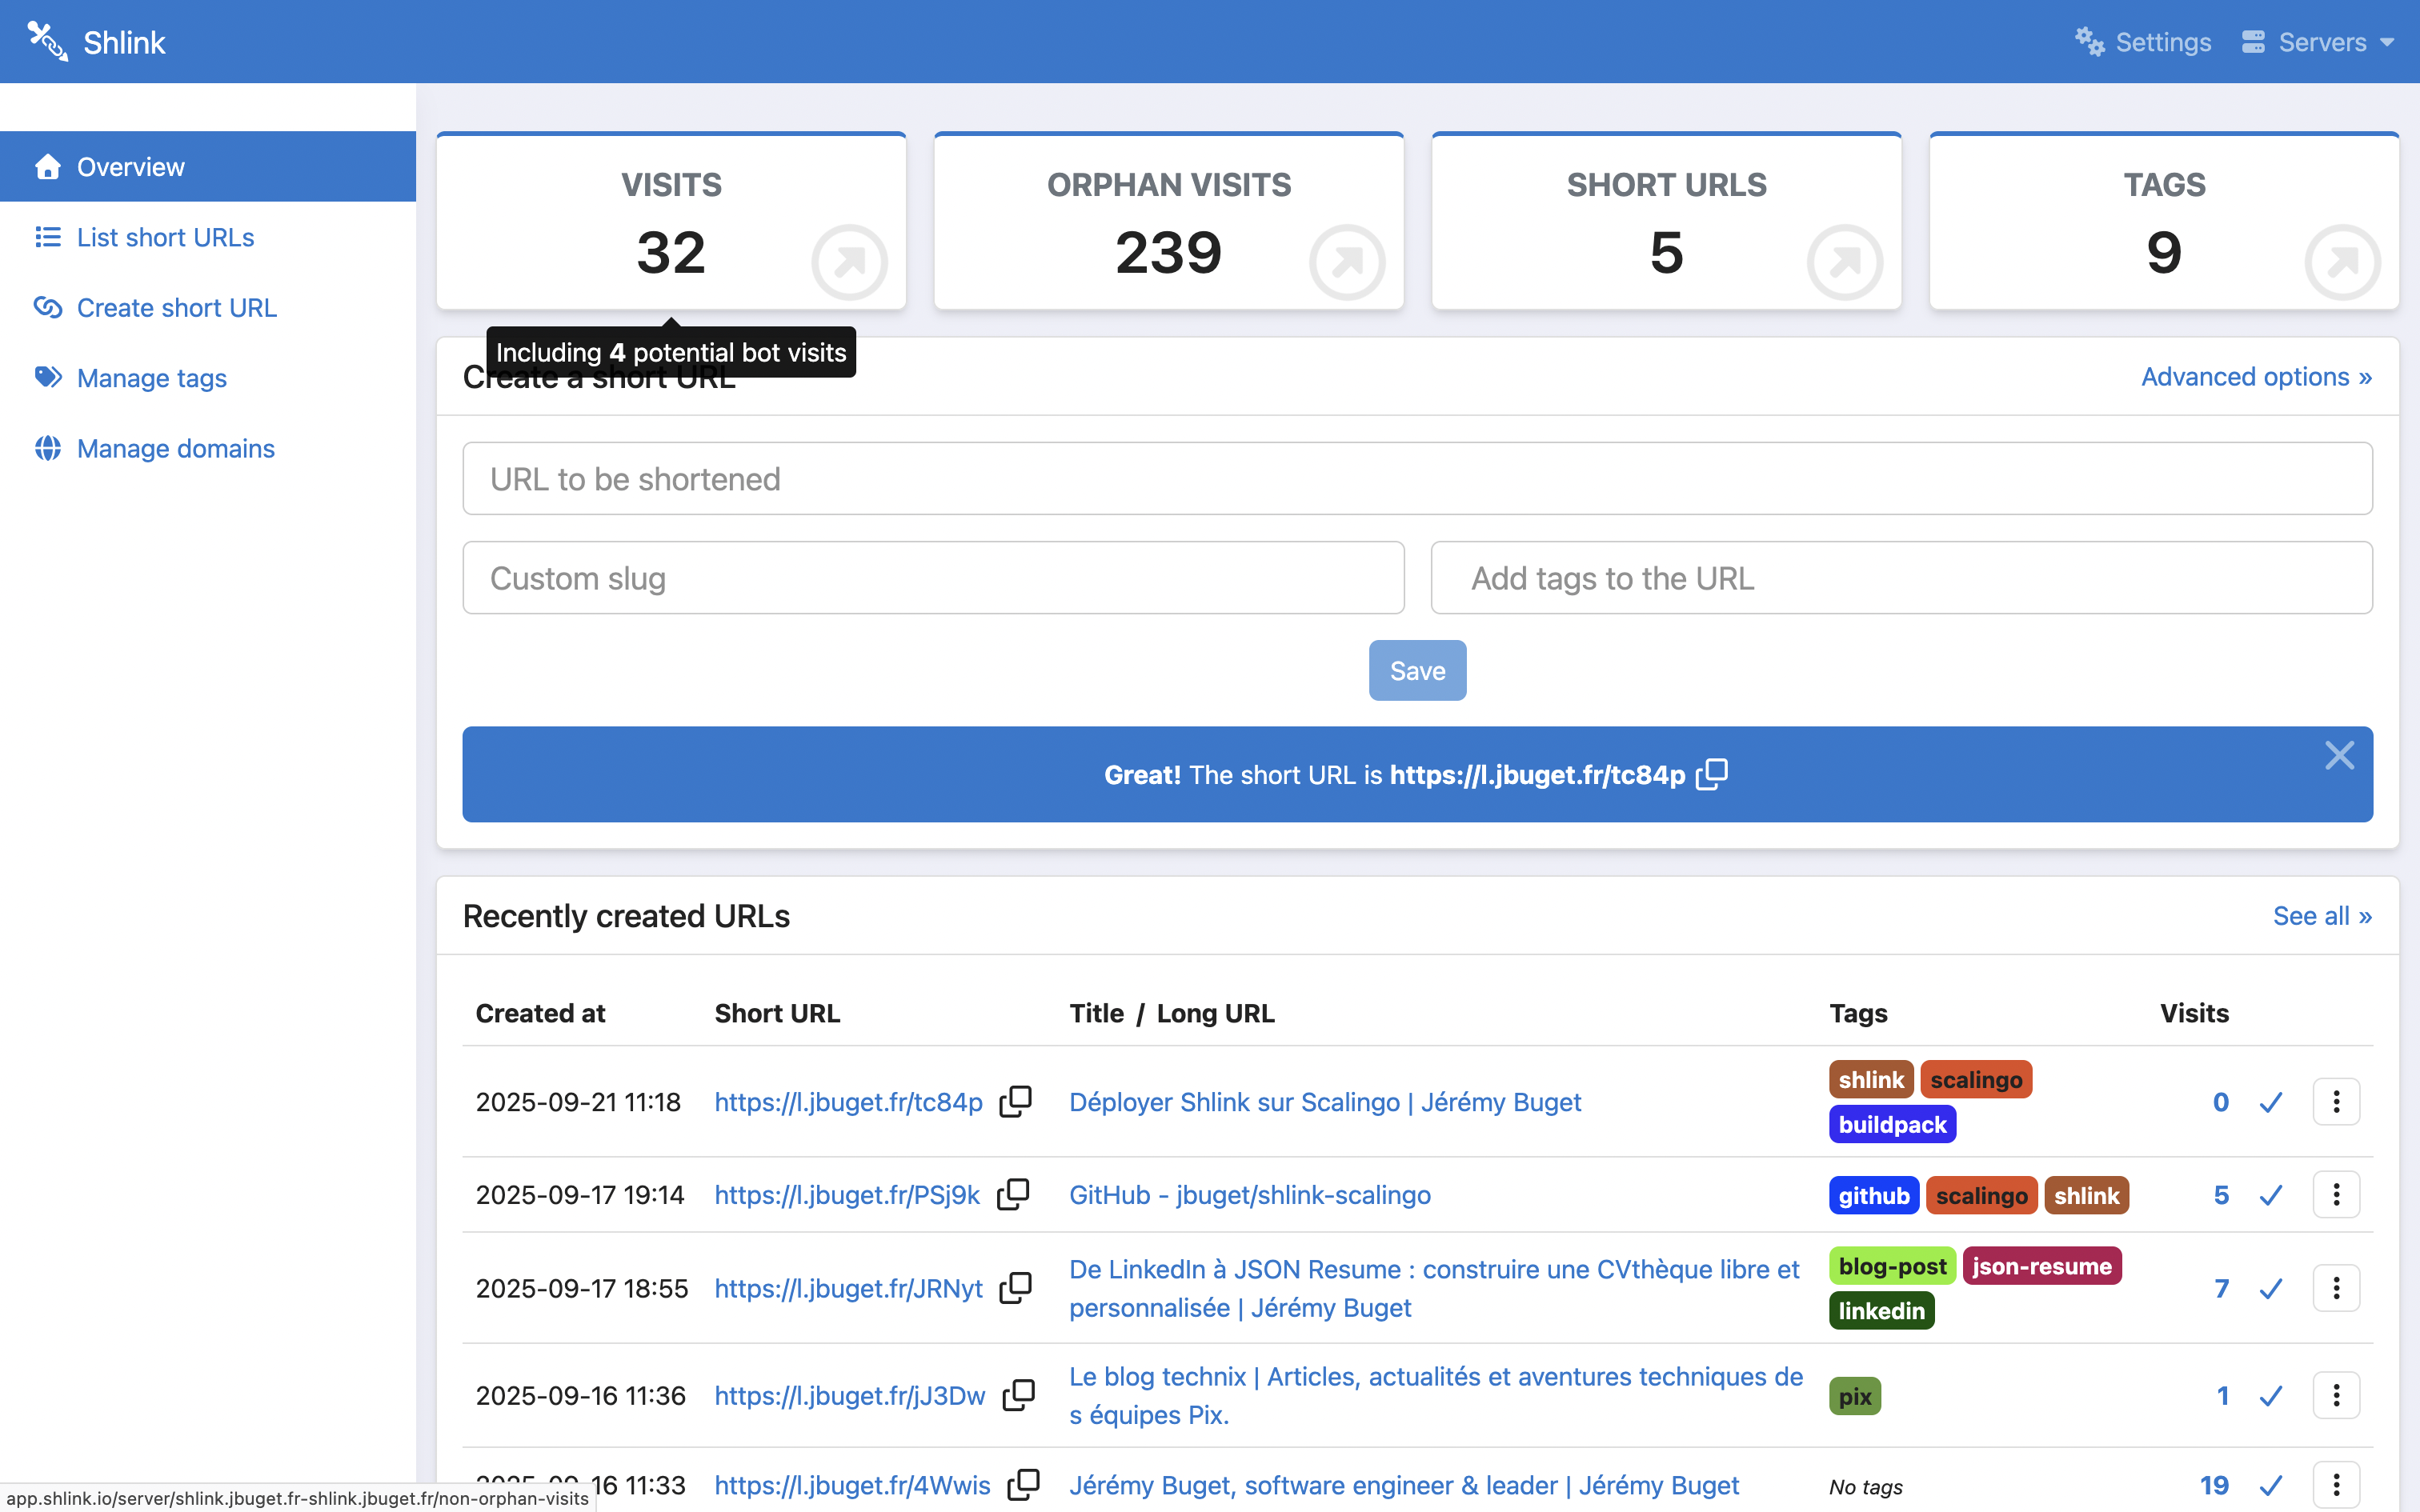 Shlink
Settings
Servers
Overview
List short URLs
Create short URL
Manage tags
Manage domains
VISITS
32
ORPHAN VISITS
239
SHORT URLS
5
TAGS
9
Including 4 potential bot visits
Create a short URL
Advanced options »
URL to be shortened
Custom slug
Add tags to the URL
Save
Great! The short URL is https://l.jbuget.fr/tc84p
Recently created URLs
See all »
Created at Short URL Title / Long URL Tags Visits
2025-09-21 11:18 https://l.jbuget.fr/tc84p Déployer Shlink sur Scalingo | Jérémy Buget shlink scalingo 0
buildpack
2025-09-17 19:14 https://l.jbuget.fr/PSj9k GitHub - jbuget/shlink-scalingo github scalingo shlink 5
2025-09-17 18:55 https://l.jbuget.fr/JRNyt De LinkedIn à JSON Resume : construire une CVthèque libre et blog-post json-resume 7
personnalisée | Jérémy Buget linkedin
2025-09-16 11:36 https://l.jbuget.fr/jJ3Dw Le blog technix | Articles, actualités et aventures techniques de pix 1
s équipes Pix.
2025-09-16 11:33 https://l.jbuget.fr/4Wwis Jérémy Buget, software engineer & leader | Jérémy Buget No tags 19
app.shlink.io/server/shlink.jbuget.fr-shlink.jbuget.fr/non-orphan-visits